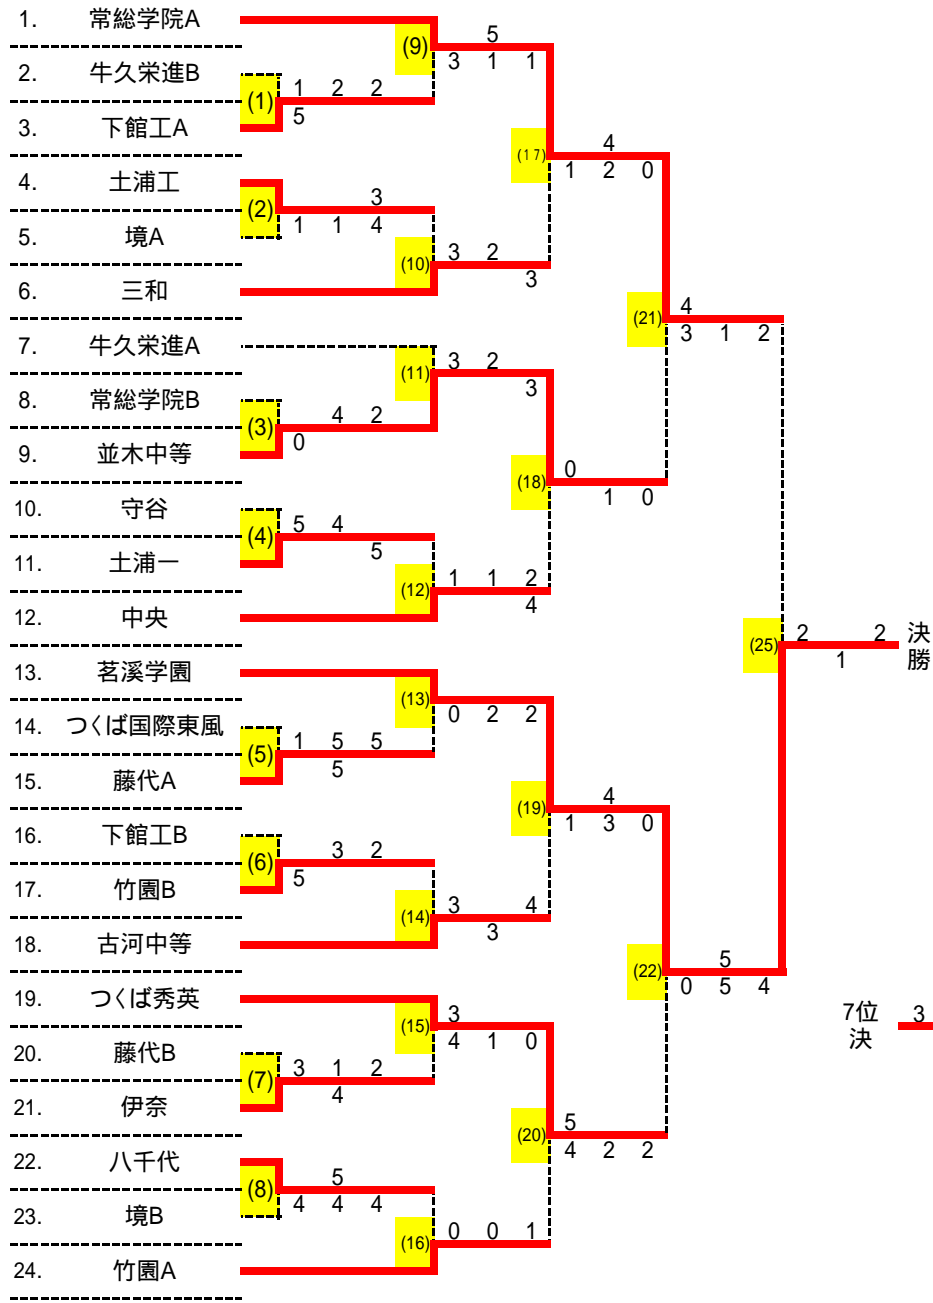 1. 常総学院A
(9)
5
3 1 1
2. 牛久栄進B
(1)
1 2 2
5
3. 下館工A
(17)
4
1 2 0
4. 土浦工
(2)
3
1 1 4
5. 境A
(10)
3 2
3
6. 三和
(21)
4
3 1 2
7. 牛久栄進A
(11)
3 2
3
8. 常総学院B
(3)
4 2
0
9. 並木中等
(18)
0
1 0
10. 守谷
(4)
5 4
5
11. 土浦一
(12)
1 1 2
4
12. 中央
(25)
2 2
1
決勝
13. 茗溪学園
(13)
0 2 2
14. つくば国際東風
(5)
1 5 5
5
15. 藤代A
(19)
4
1 3 0
16. 下館工B
(6)
3 2
5
17. 竹園B
(14)
3 4
3
18. 古河中等
(22)
5
0 5 4
19. つくば秀英
(15)
3
4 1 0
7位決
3
20. 藤代B
(7)
3 1 2
4
21. 伊奈
(20)
5
4 2 2
22. 八千代
(8)
5
4 4 4
23. 境B
(16)
0 0 1
24. 竹園A